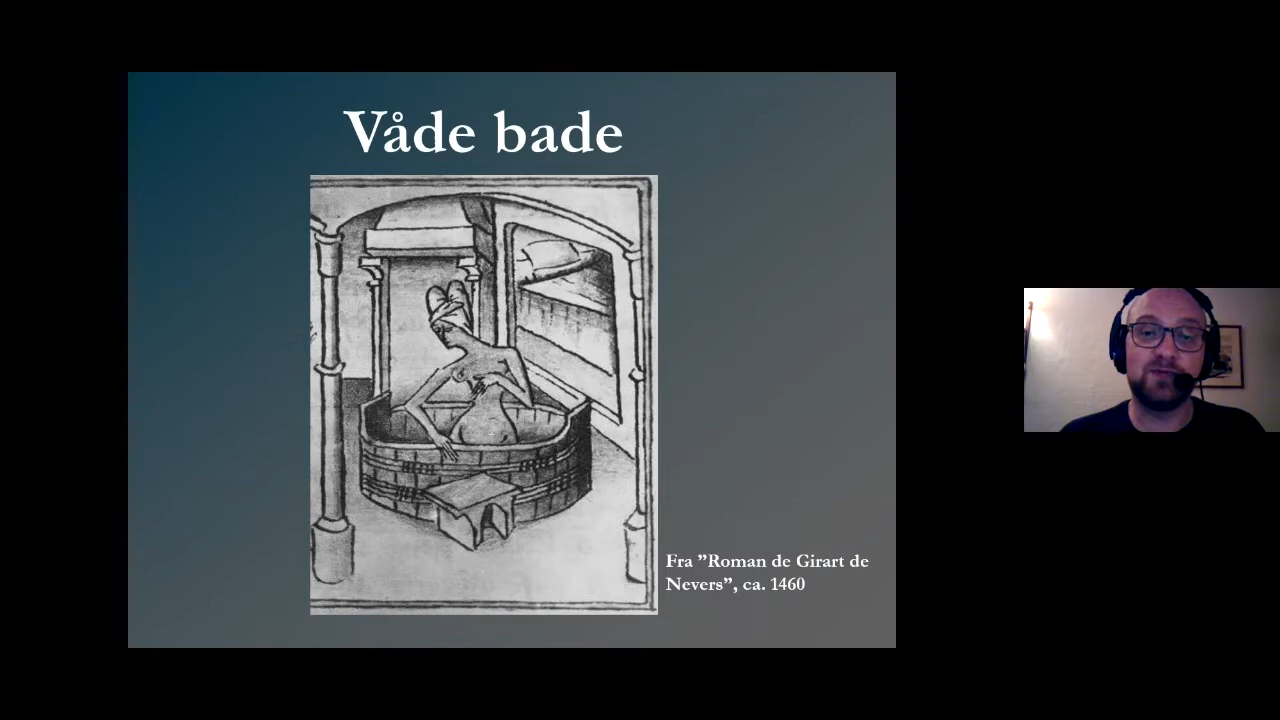 Våde bade
Fra ”Roman de Girart de
Nevers”, ca. 1460